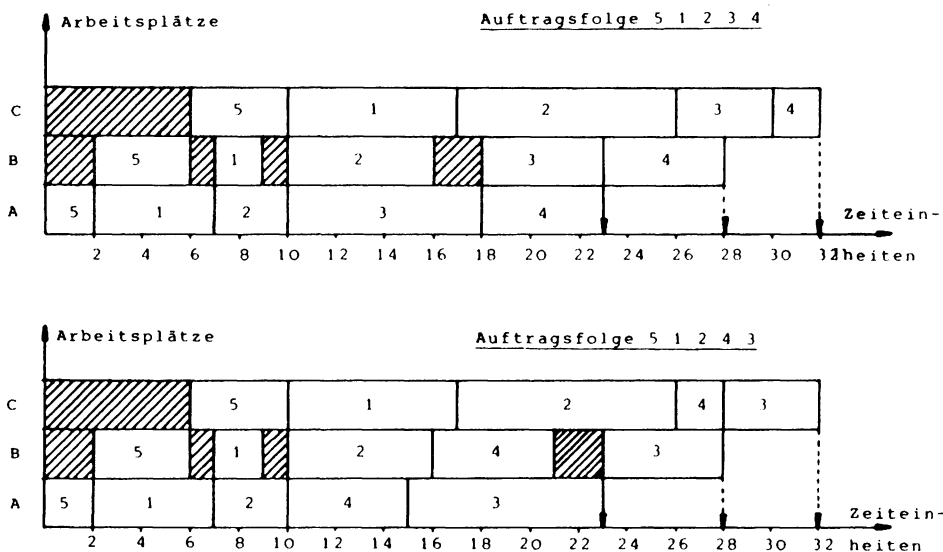 Arbeitsplätze
Auftragsfolge 5 1 2 3 4
C 5 1 2 3 4
B 5 1 2 3 4
A 5 1 2 3 4
Zeitein-
2 4 6 8 10 12 14 16 18 20 22 24 26 28 30 32 heiten
Arbeitsplätze
Auftragsfolge 5 1 2 4 3
C 5 1 2 4 3
B 5 1 2 4 3
A 5 1 2 4 3
Zeitein-
2 4 6 8 10 12 14 16 18 20 22 24 26 28 30 32 heiten